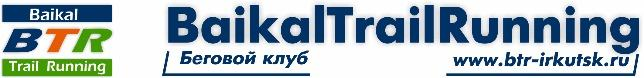 Baikal
BTR
Trail Running
BaikalTrailRunning
Беговой клуб
www.btr-irkutsk.ru